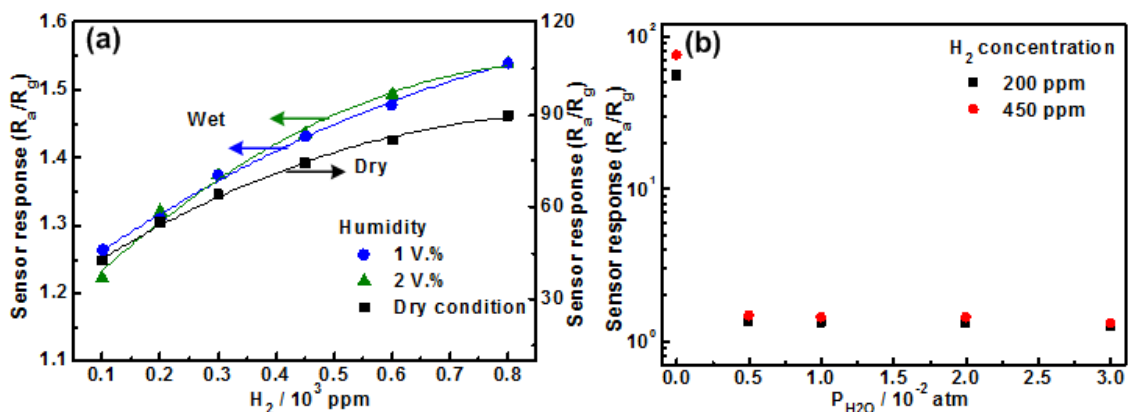 (a)
Sensor response (Ra/Rg)
1.6
1.5
1.4
1.3
1.2
1.1
120
90
60
30
Sensor response (Ra/Rg)
Wet
Dry
Humidity
1 V.%
2 V.%
Dry condition
0.1 0.2 0.3 0.4 0.5 0.6 0.7 0.8
H2 / 10^3 ppm
(b)
Sensor response (Ra/Rg)
10^2
10^1
10^0
H2 concentration
200 ppm
450 ppm
0.0 0.5 1.0 1.5 2.0 2.5 3.0
PH2O / 10^-2 atm